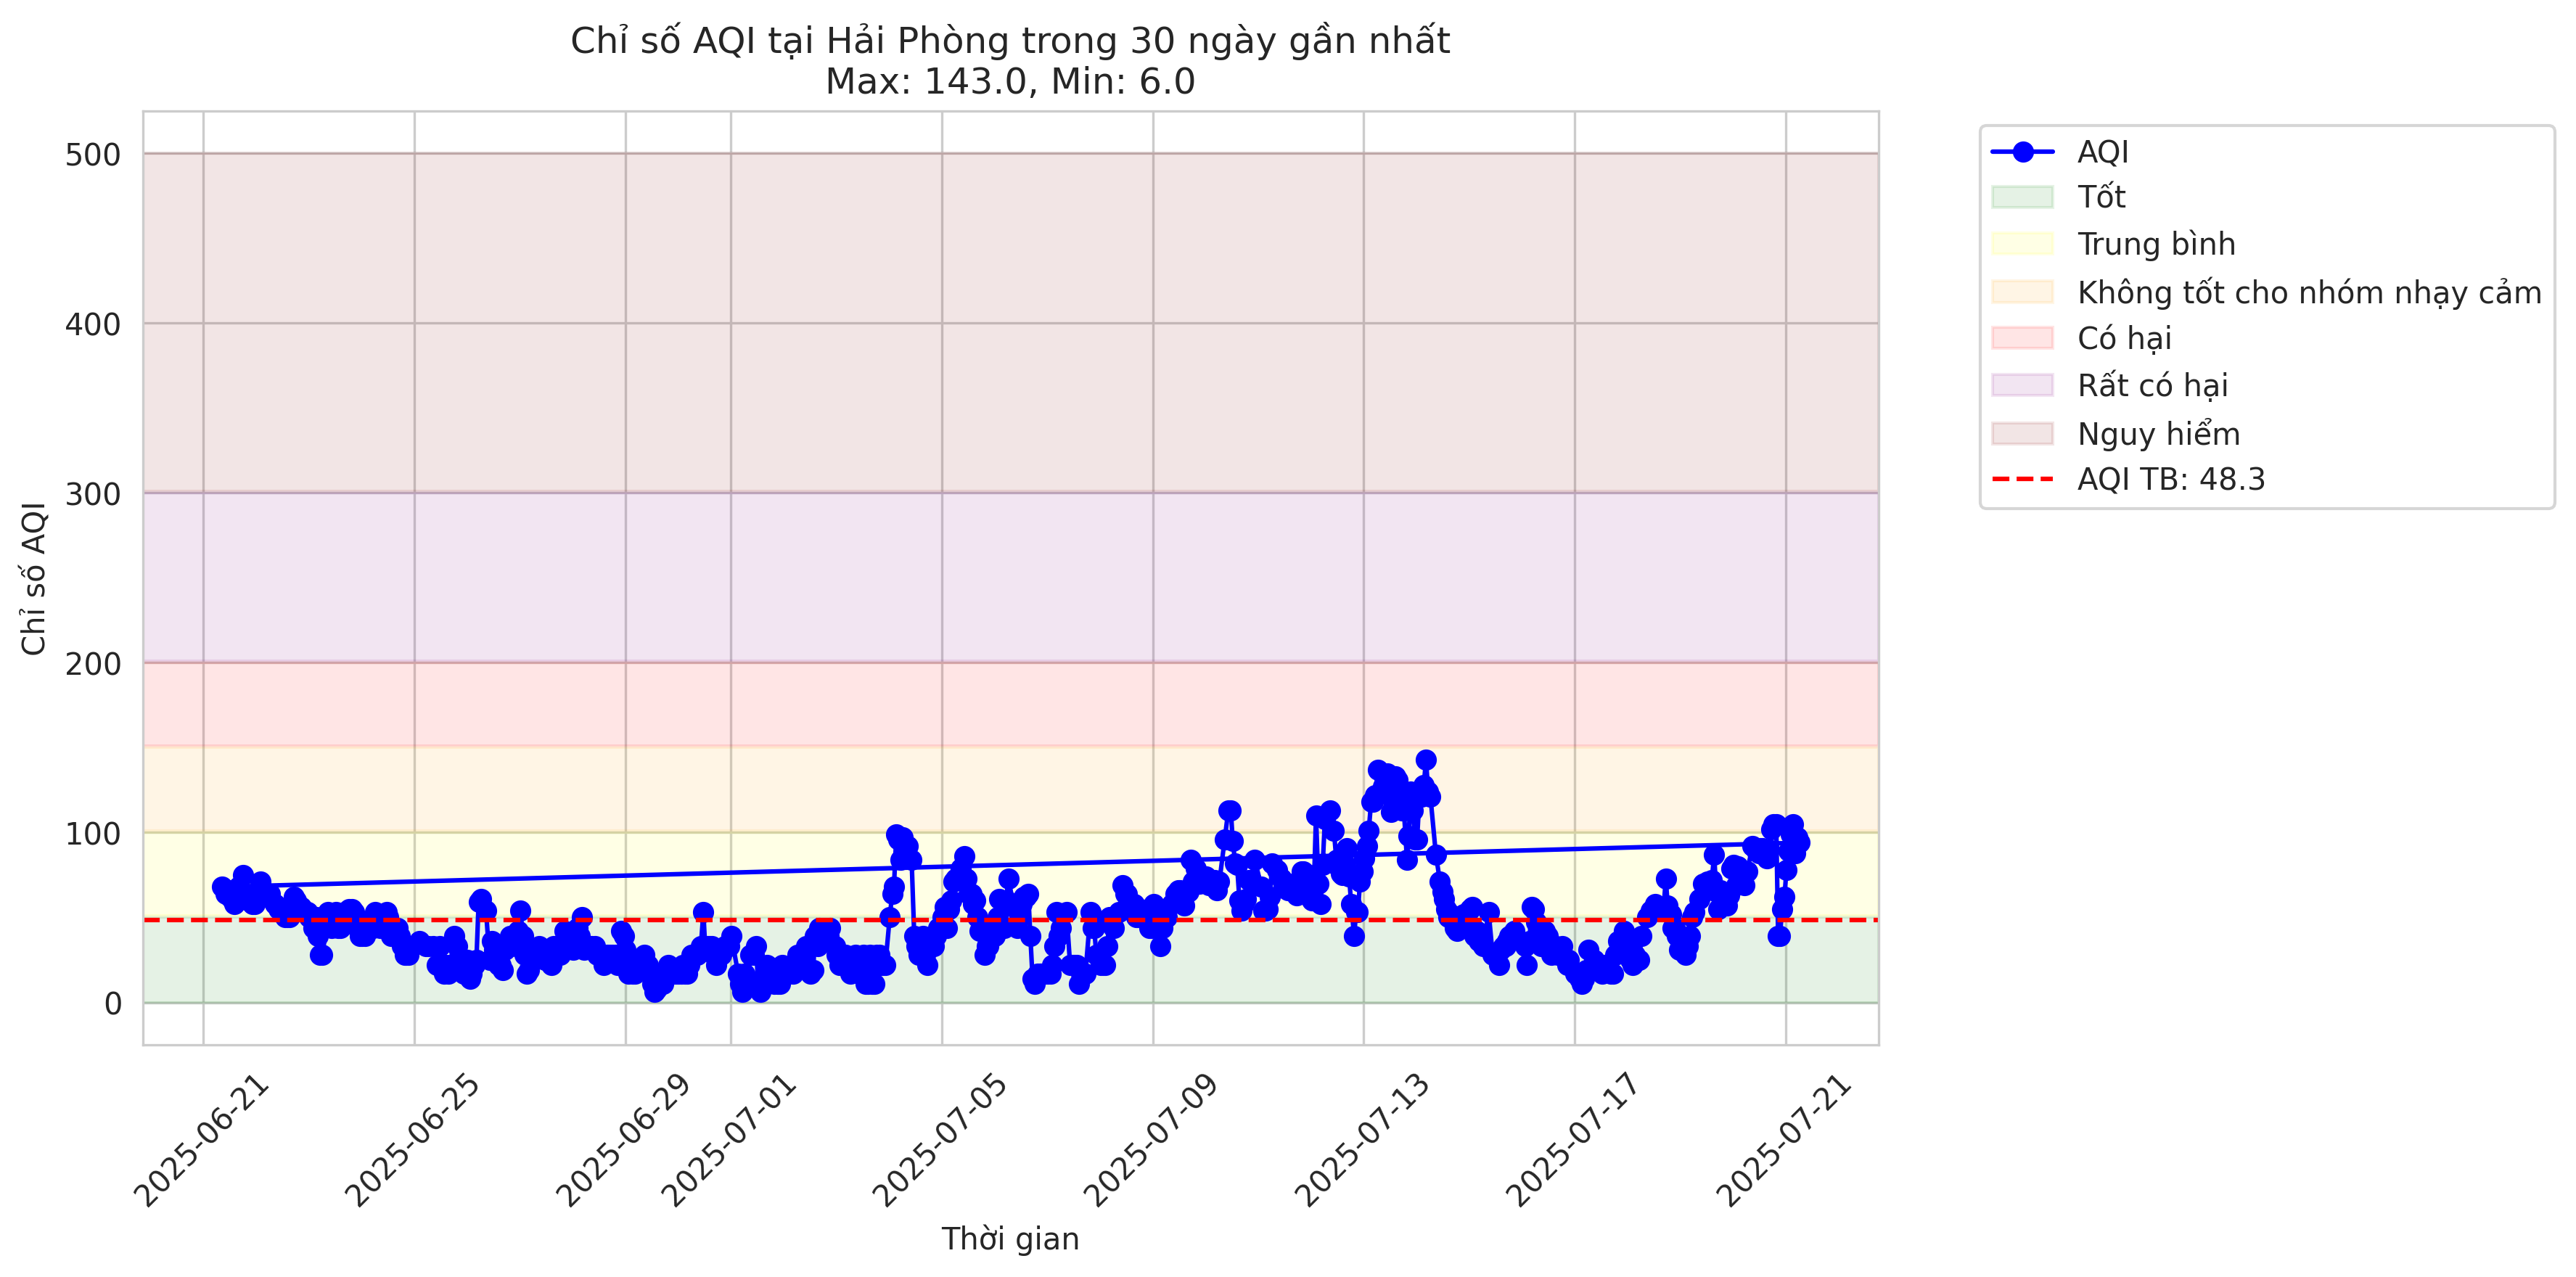 Chỉ số AQI tại Hải Phòng trong 30 ngày gần nhất
Max: 143.0, Min: 6.0
Chỉ số AQI
500
400
300
200
100
0
2025-06-21
2025-06-25
2025-06-29
2025-07-01
2025-07-05
2025-07-09
2025-07-13
2025-07-17
2025-07-21
Thời gian
AQI
Tốt
Trung bình
Không tốt cho nhóm nhạy cảm
Có hại
Rất có hại
Nguy hiểm
AQI TB: 48.3